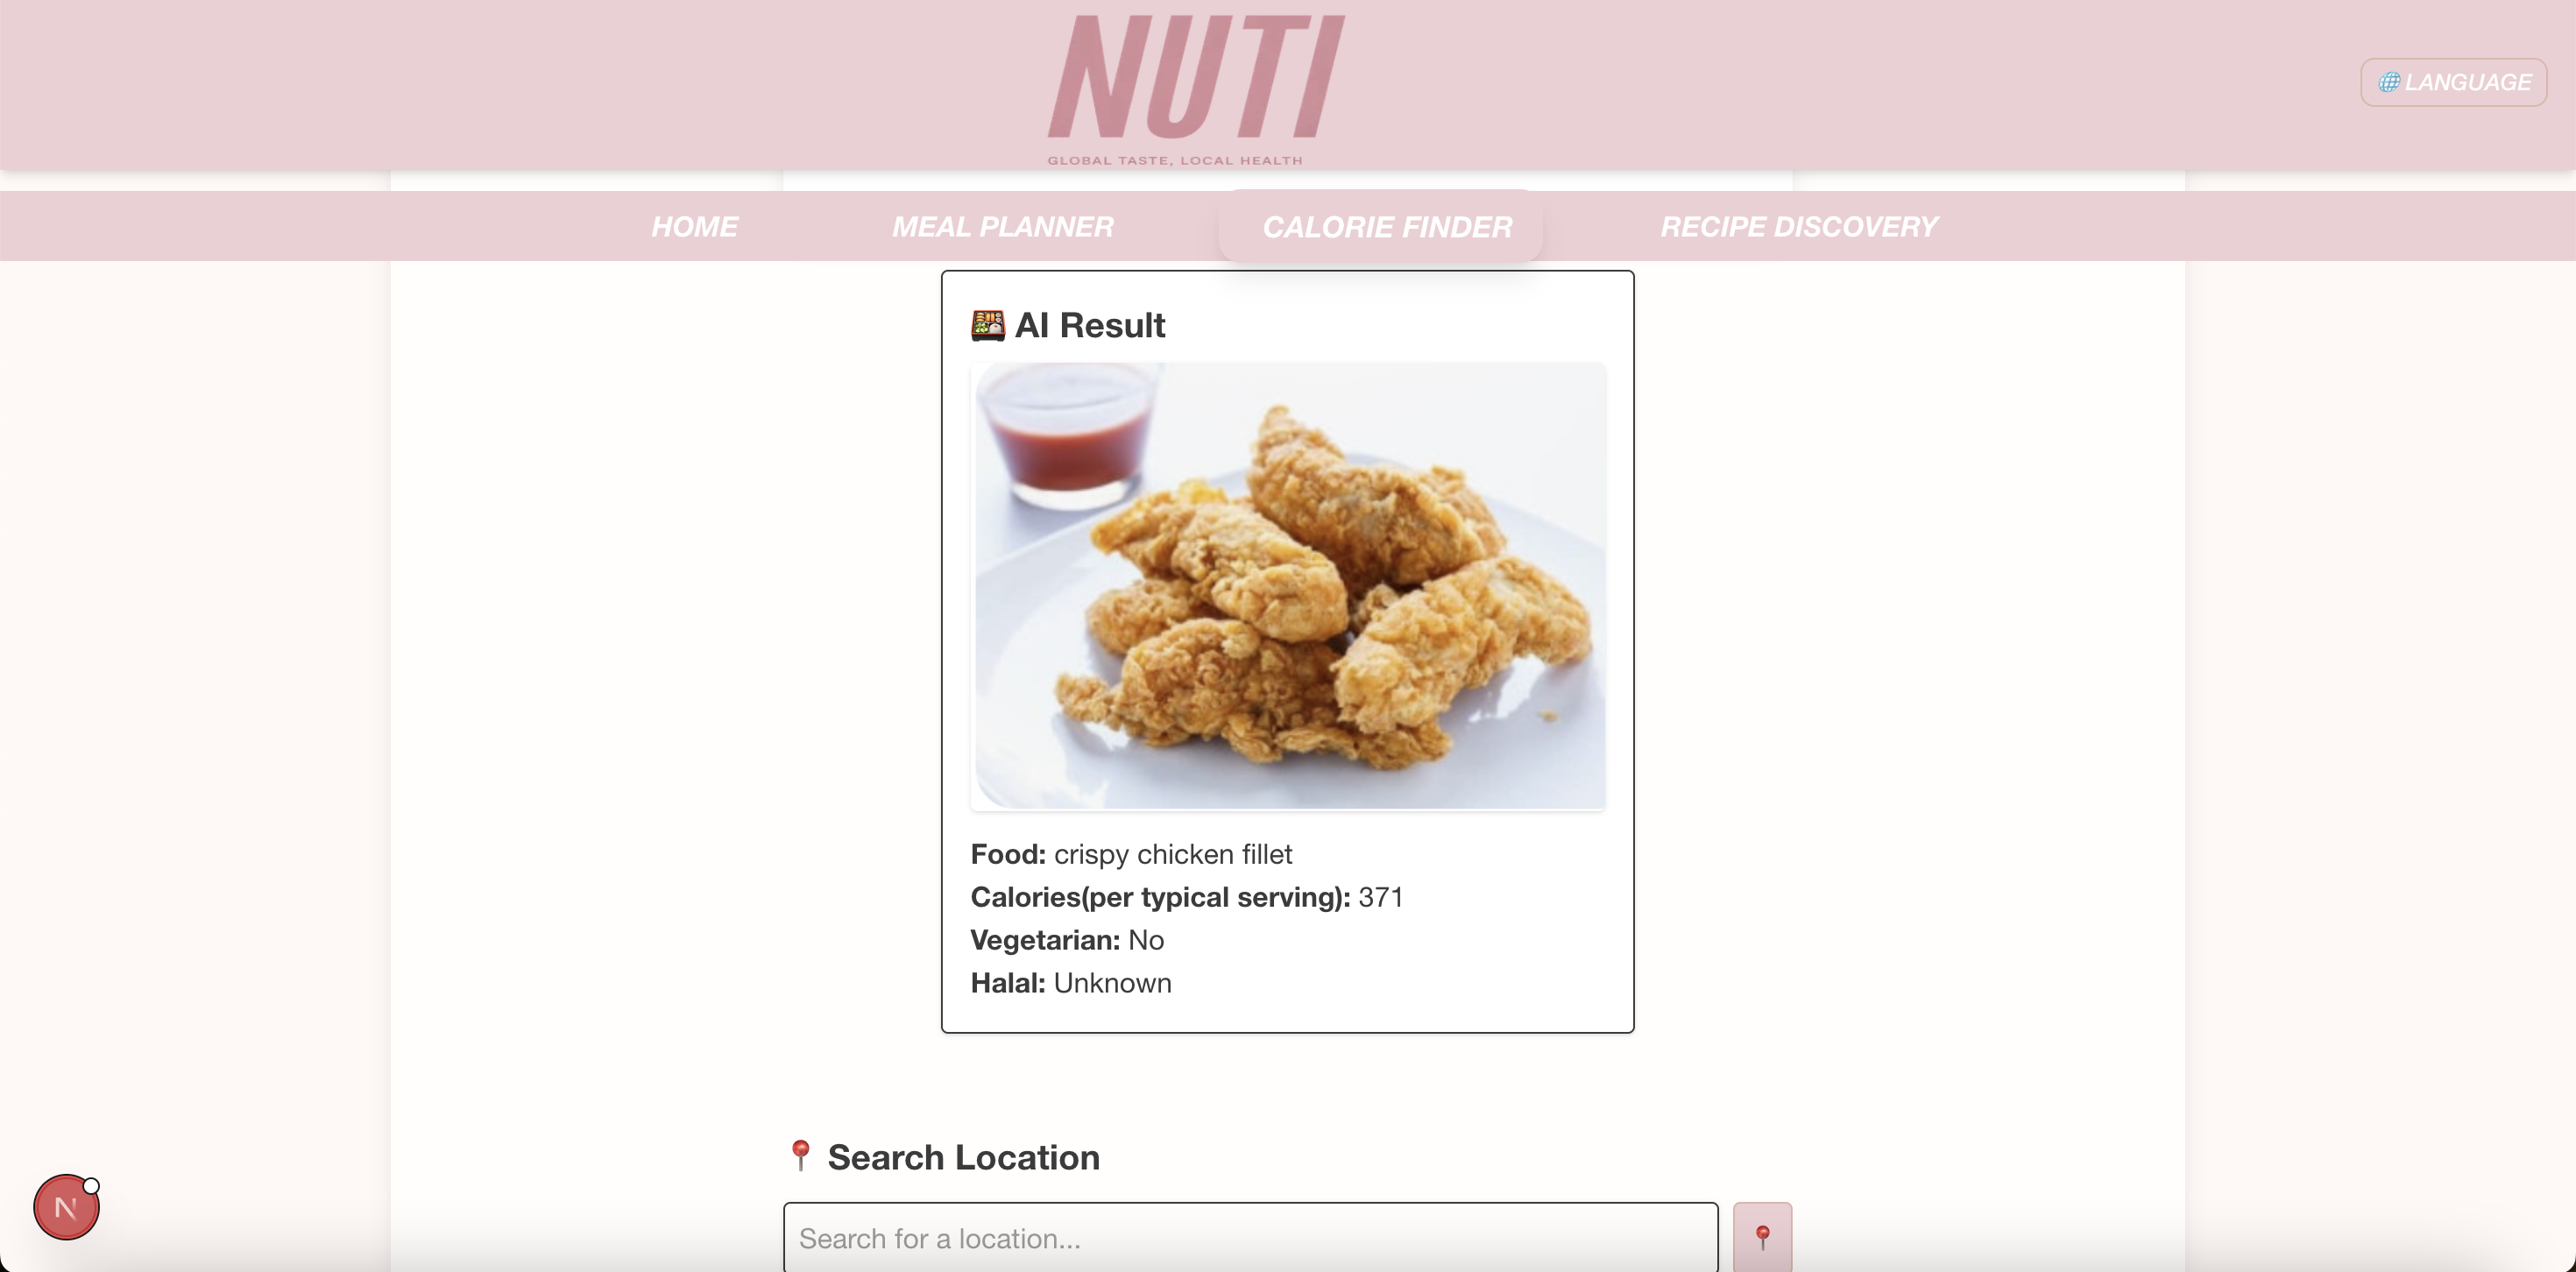 NUTI
GLOBAL TASTE, LOCAL HEALTH
LANGUAGE
HOME MEAL PLANNER CALORIE FINDER RECIPE DISCOVERY
AI Result
Food: crispy chicken fillet
Calories(per typical serving): 371
Vegetarian: No
Halal: Unknown
Search Location
Search for a location...
N